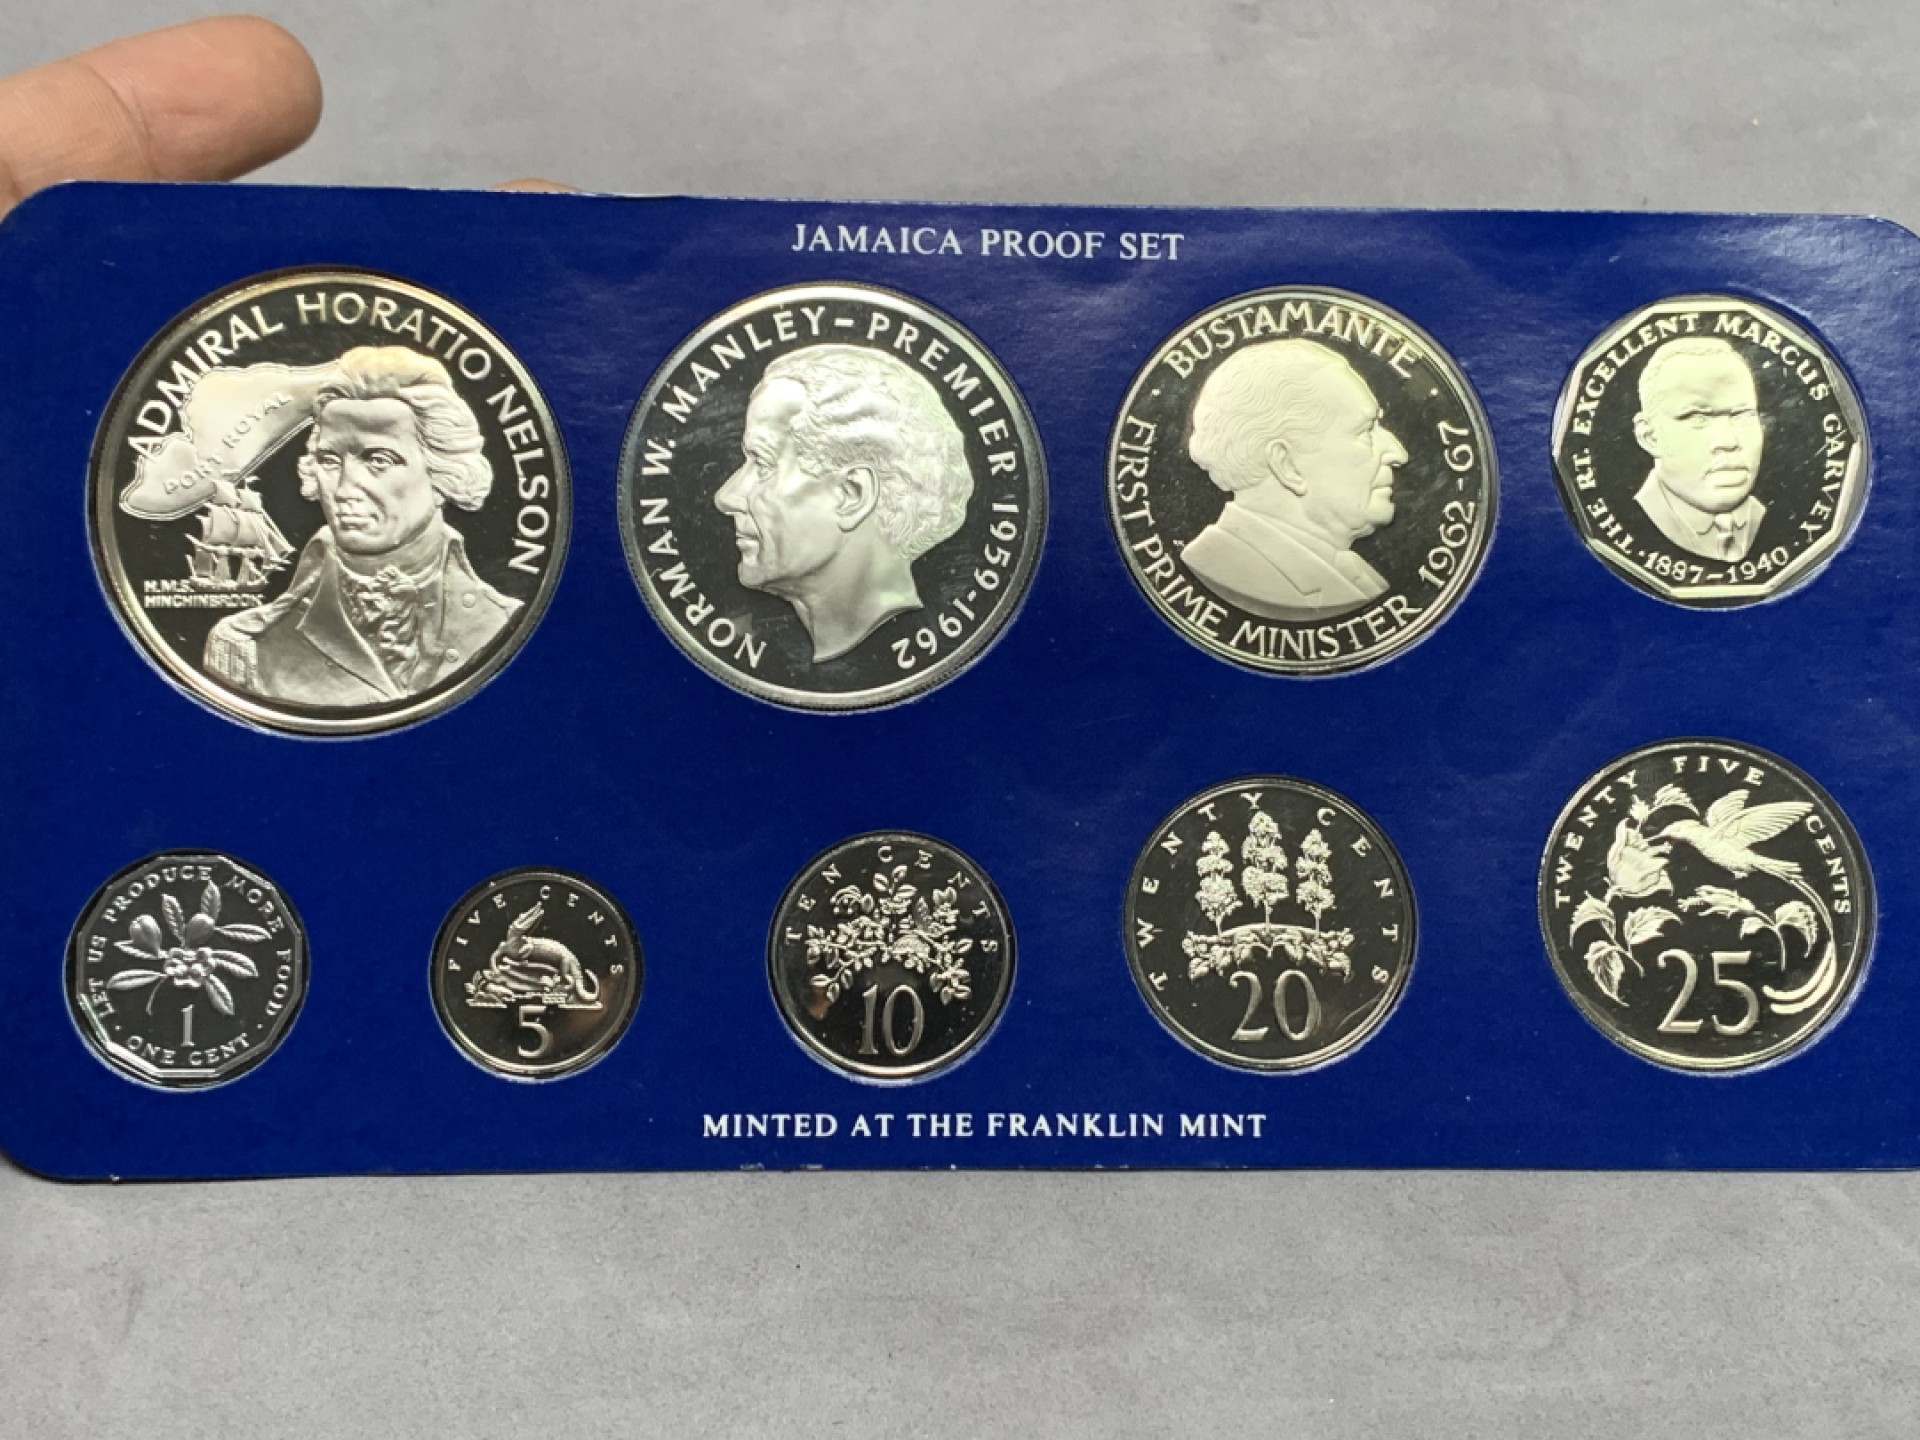 JAMAICA PROOF SET
ADMIRAL HORATIO NELSON
PORT ROYAL
H.M.S.
HINCHINBROOK
NORMAN W. MANLEY-PREMIER 1959-1962
· BUSTAMANTE ·
FIRST PRIME MINISTER 1962-67
THE RT. EXCELLENT MARCUS GARVEY
· 1887-1940 ·
LET US PRODUCE MORE FOOD
1
· ONE CENT ·
FIVE CENTS
5
TEN CENTS
10
TWENTY CENTS
20
TWENTY FIVE CENTS
25
MINTED AT THE FRANKLIN MINT